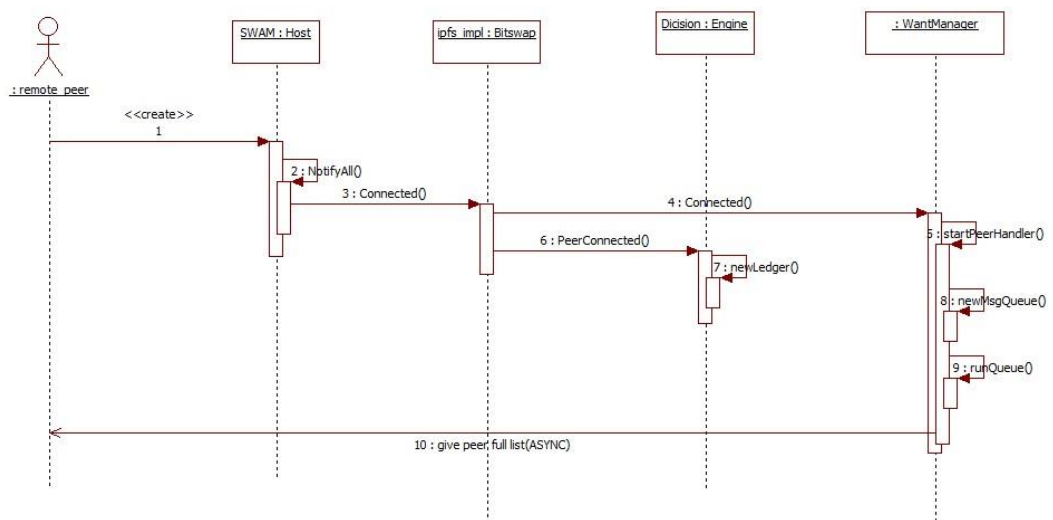 SWAM : Host
ipfs_impl : Bitswap
Dicision : Engine
: WantManager
: remote_peer
<<create>>
1
2 : NotifyAll()
3 : Connected()
4 : Connected()
5 : startPeerHandler()
6 : PeerConnected()
7 : newLedger()
8 : newMsgQueue()
9 : runQueue()
10 : give peer full list(ASYNC)